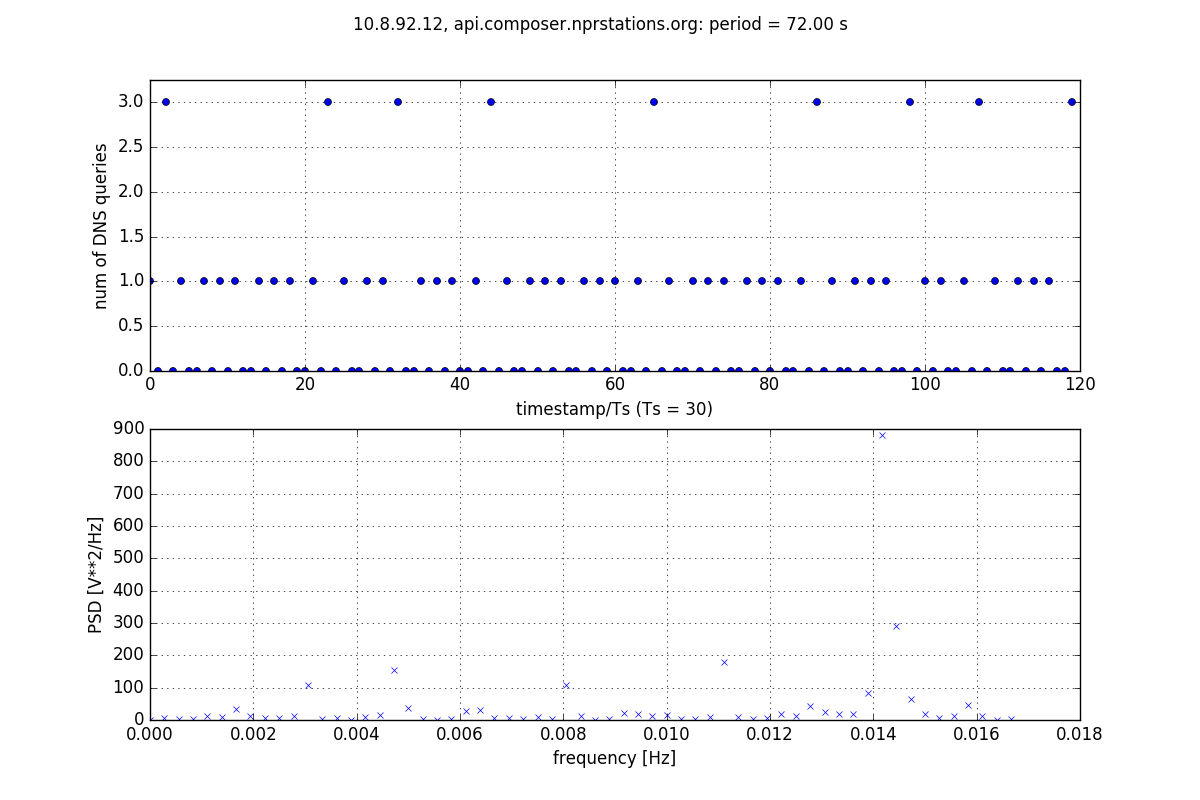 10.8.92.12, api.composer.nprstations.org: period = 72.00 s
3.0
2.5
2.0
1.5
1.0
0.5
0.0
num of DNS queries
0 20 40 60 80 100 120
timestamp/Ts (Ts = 30)
900
800
700
600
500
400
300
200
100
0
PSD [V**2/Hz]
0.000 0.002 0.004 0.006 0.008 0.010 0.012 0.014 0.016 0.018
frequency [Hz]